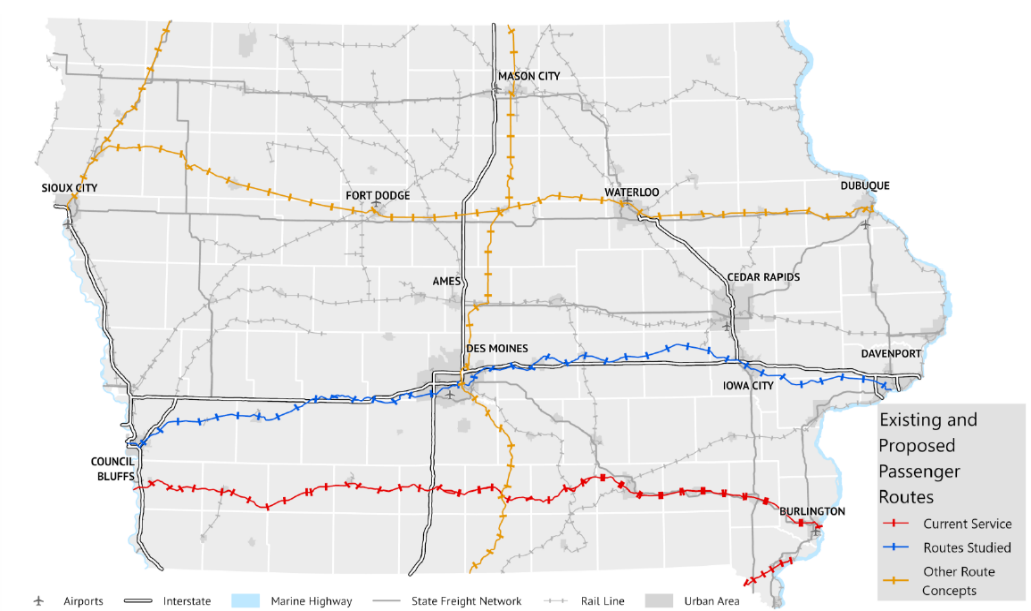 MASON CITY
SIOUX CITY
FORT DODGE
WATERLOO
DUBUQUE
AMES
CEDAR RAPIDS
DES MOINES
DAVENPORT
IOWA CITY
COUNCIL
BLUFFS
BURLINGTON
Existing and
Proposed
Passenger
Routes
Current Service
Routes Studied
Other Route
Concepts
Airports
Interstate
Marine Highway
State Freight Network
Rail Line
Urban Area